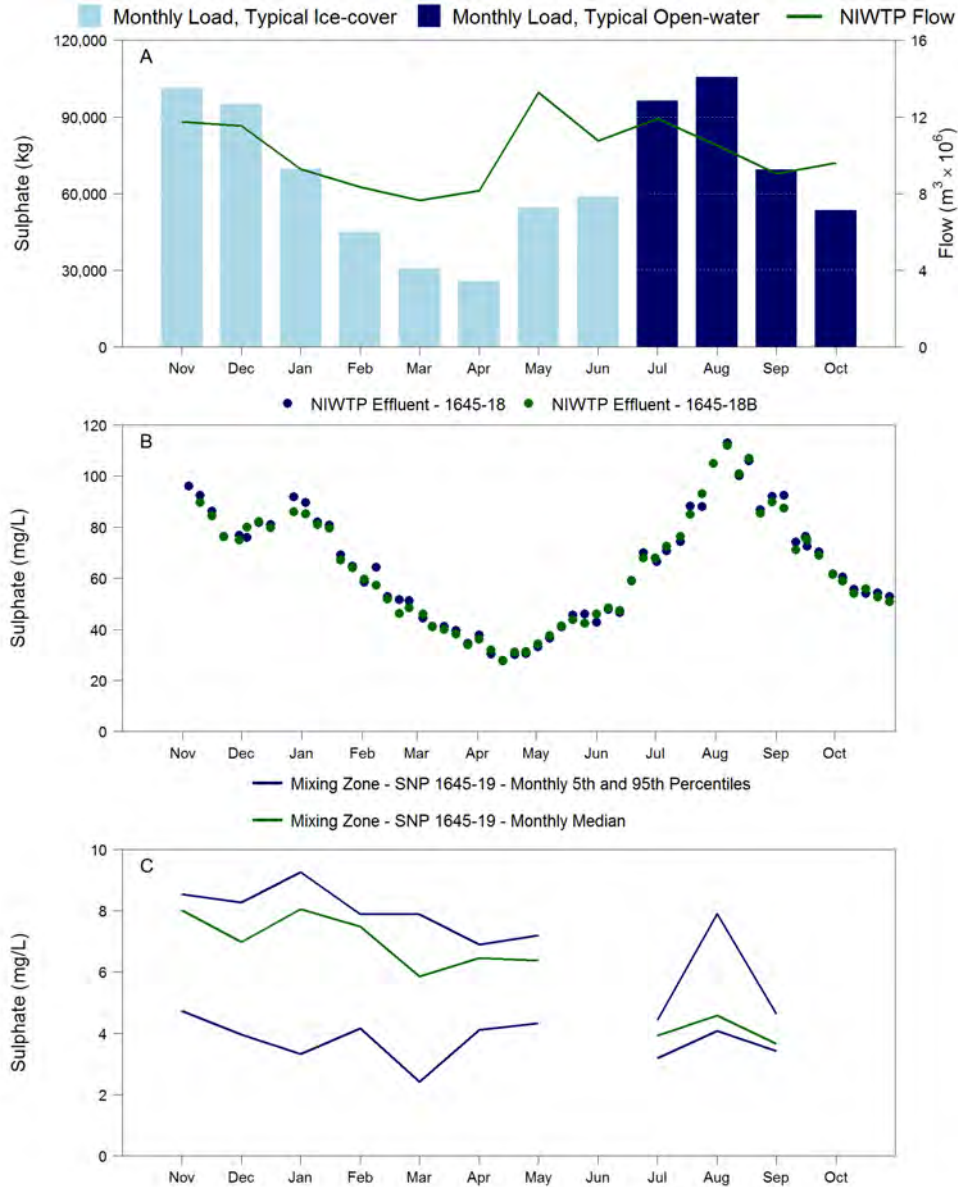 Monthly Load, Typical Ice-cover Monthly Load, Typical Open-water NIWTP Flow
A
120,000
90,000
60,000
30,000
0
Sulphate (kg)
16
12
8
4
0
Flow (m³ × 10⁶)
Nov Dec Jan Feb Mar Apr May Jun Jul Aug Sep Oct
NIWTP Effluent - 1645-18 NIWTP Effluent - 1645-18B
B
120
100
80
60
40
20
0
Sulphate (mg/L)
Nov Dec Jan Feb Mar Apr May Jun Jul Aug Sep Oct
Mixing Zone - SNP 1645-19 - Monthly 5th and 95th Percentiles
Mixing Zone - SNP 1645-19 - Monthly Median
C
10
8
6
4
2
0
Sulphate (mg/L)
Nov Dec Jan Feb Mar Apr May Jun Jul Aug Sep Oct